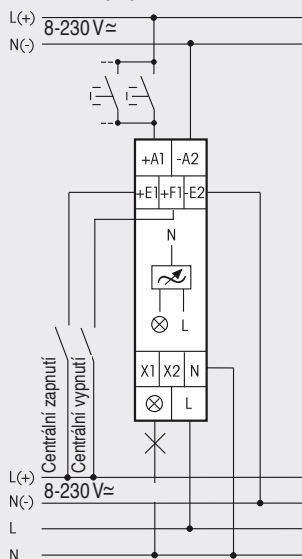 L(+) 8-230 V≃
N(-)
+A1 -A2
+E1 +F1 -E2
N
L
X1 X2 N
L
Centrální zapnutí
Centrální vypnutí
L(+) 8-230 V≃
N(-)
L
N